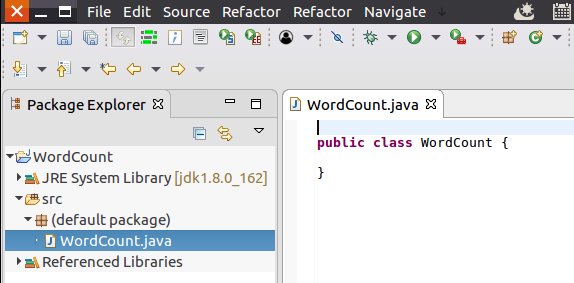 File Edit Source Refactor Refactor Navigate
Package Explorer
WordCount
JRE System Library [jdk1.8.0_162]
src
(default package)
WordCount.java
Referenced Libraries
WordCount.java
public class WordCount {
}